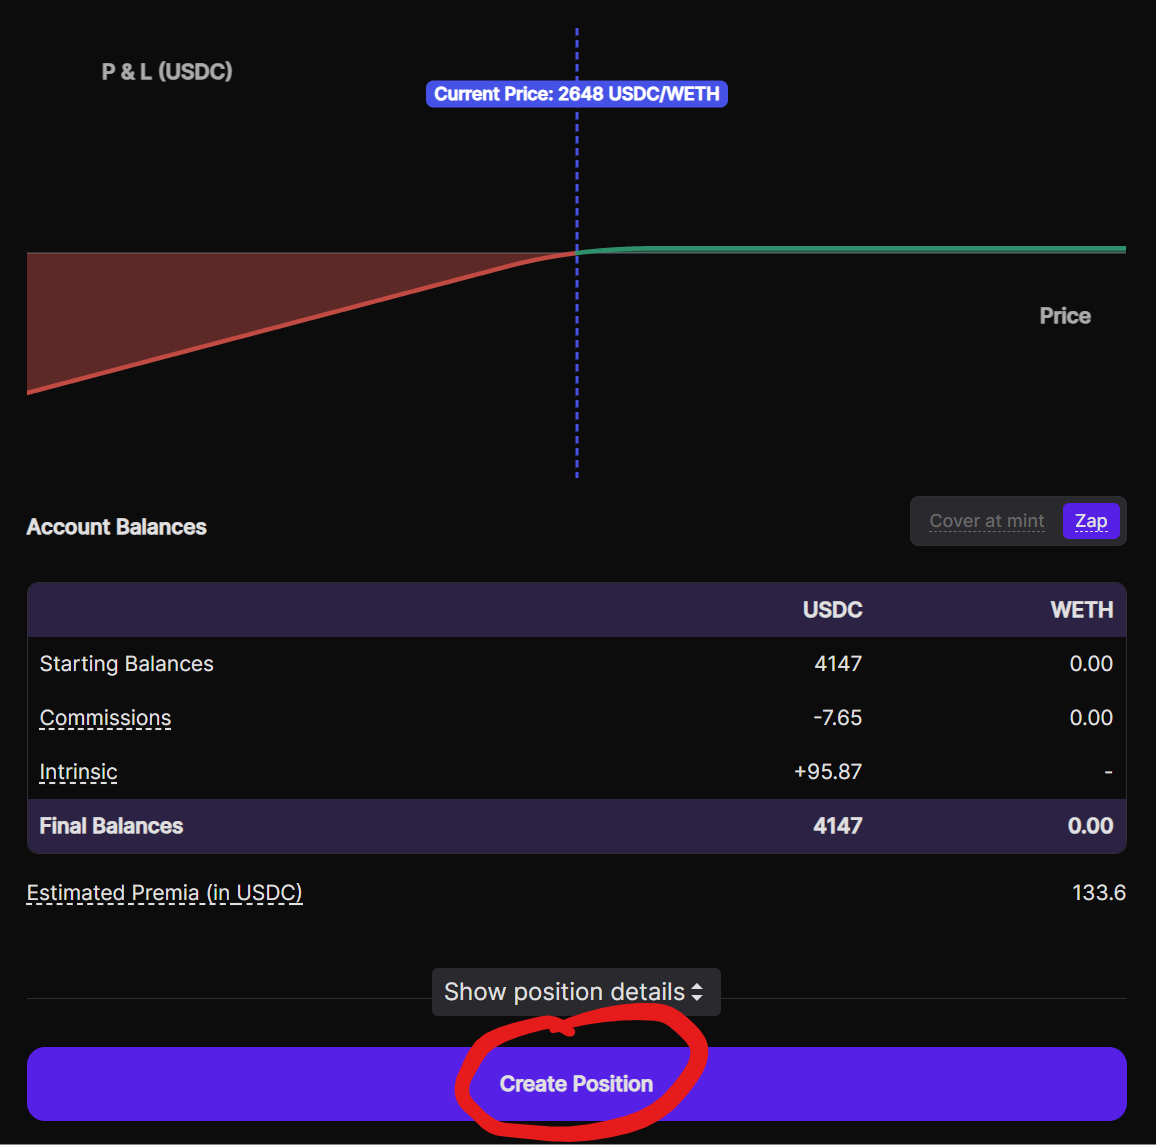 P & L (USDC)
Current Price: 2648 USDC/WETH
Price
Account Balances
Cover at mint Zap
USDC WETH
Starting Balances 4147 0.00
Commissions -7.65 0.00
Intrinsic +95.87 -
Final Balances 4147 0.00
Estimated Premia (in USDC) 133.6
Show position details
Create Position